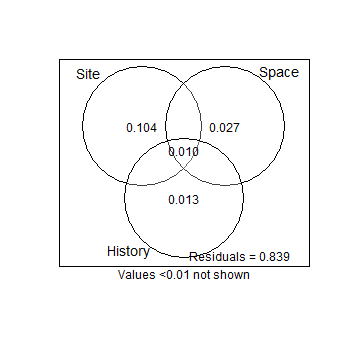 Site
Space
0.104
0.027
0.010
0.013
History
Residuals = 0.839
Values <0.01 not shown